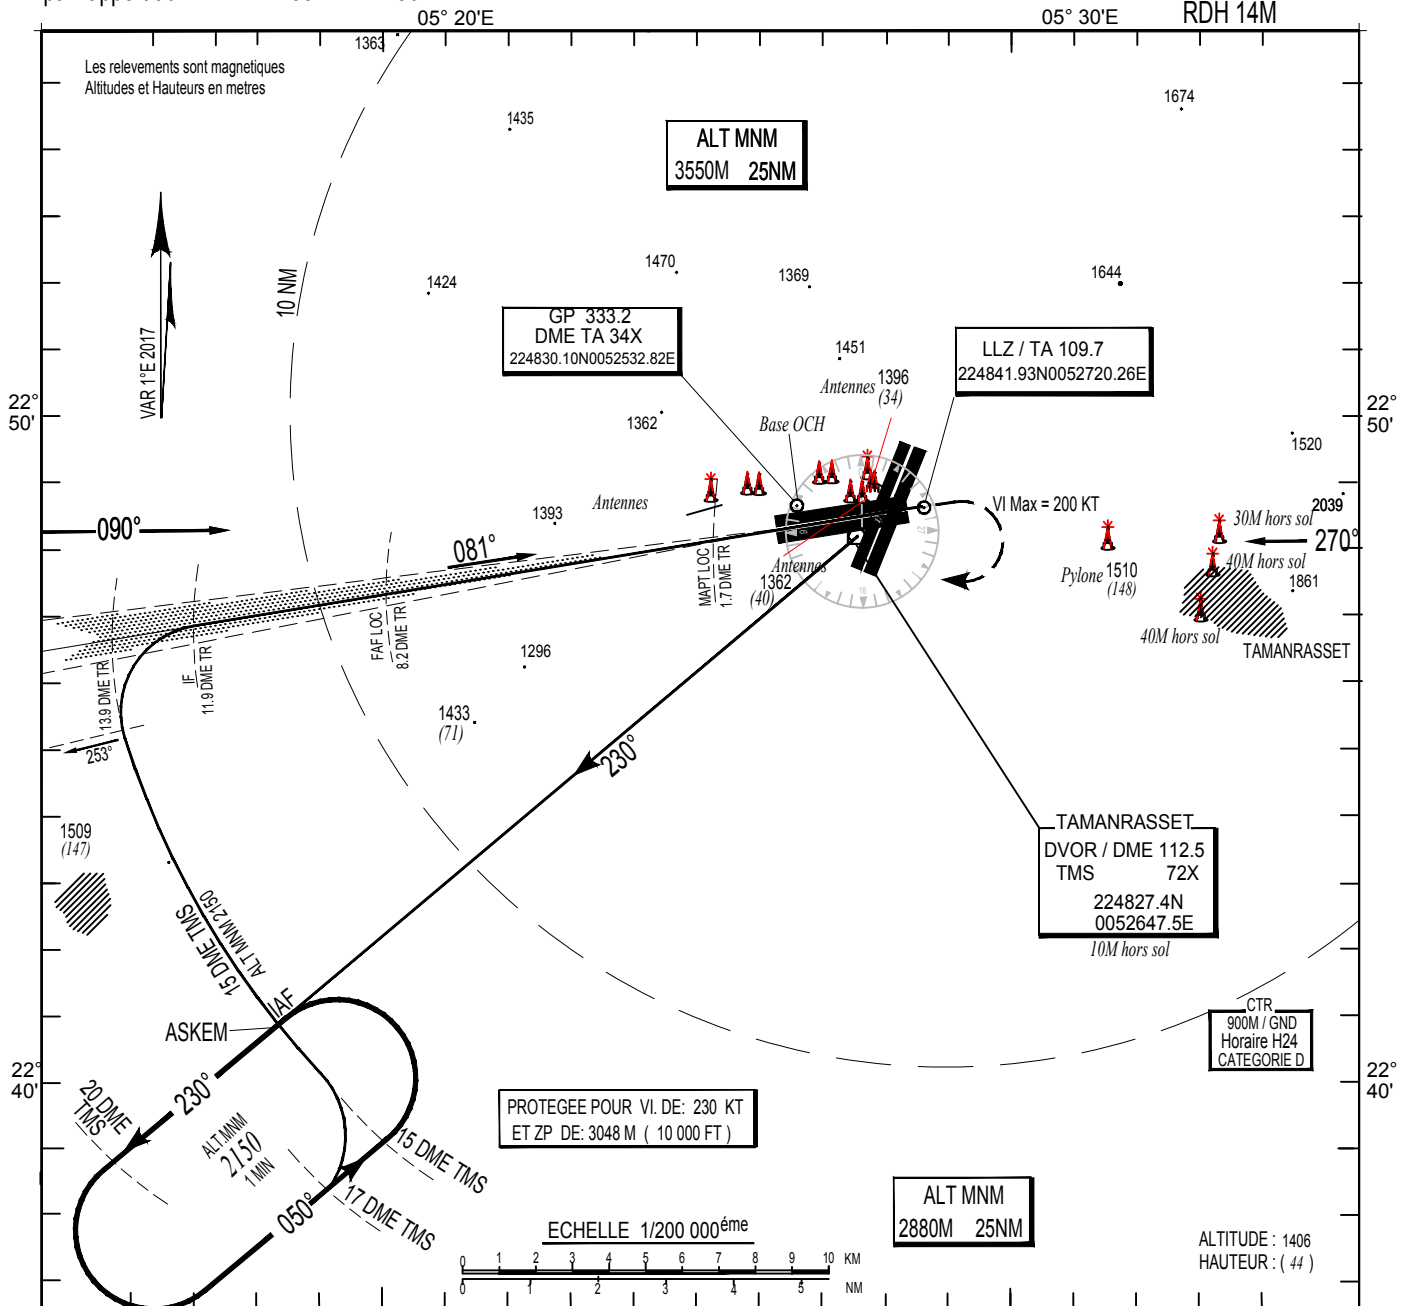 05° 20'E
05° 30'E
RDH 14M
1363
Les relevements sont magnetiques
Altitudes et Hauteurs en metres
1674
1435
ALT MNM
3550M 25NM
10 NM
1424
1470
1369
1644
VAR 1°E 2017
GP 333.2
DME TA 34X
224830.10N0052532.82E
LLZ / TA 109.7
224841.93N0052720.26E
1451
Antennes 1396
(34)
22°
50'
22°
50'
1362
Base OCH
1520
Antennes
1393
VI Max = 200 KT
2039
30M hors sol
090°
270°
081°
40M hors sol
Antennes
1362
(40)
Pylone 1510
(148)
1861
MAPT LOC
1.7 DME TR
FAF LOC
8.2 DME TR
IF
11.9 DME TR
13.9 DME TR
40M hors sol
TAMANRASSET
27
18
1296
1433
(71)
253°
230°
1509
(147)
TAMANRASSET
DVOR / DME 112.5
TMS 72X
224827.4N
0052647.5E
10M hors sol
15 DME TMS
ALT MNM 2150
IAF
ASKEM
CTR
900M / GND
Horaire H24
CATEGORIE D
22°
40'
22°
40'
20 DME
TMS
230°
ALT MNM
2150
1 MIN
PROTEGEE POUR VI. DE: 230 KT
ET ZP DE: 3048 M ( 10 000 FT )
15 DME TMS
17 DME TMS
050°
ALT MNM
2880M 25NM
ECHELLE 1/200 000éme
0 1 2 3 4 5 6 7 8 9 10 KM
0 1 2 3 4 5 NM
ALTITUDE : 1406
HAUTEUR : ( 44 )